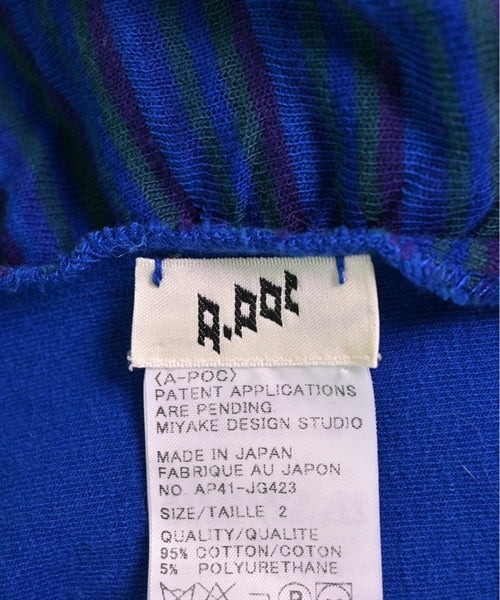 A.POC
(A-POC)
PATENT APPLICATIONS
ARE PENDING.
MIYAKE DESIGN STUDIO
MADE IN JAPAN
FABRIQUE AU JAPON
NO. AP41-JG423
SIZE/TAILLE 2
QUALITY/QUALITE
95% COTTON/COTON
5% POLYURETHANE